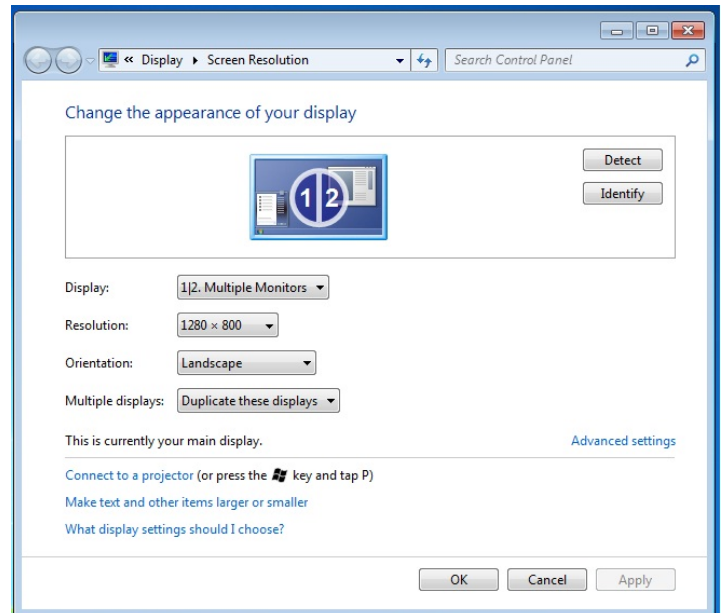 « Display ▸ Screen Resolution Search Control Panel
Change the appearance of your display
1|2
Detect
Identify
Display: 1|2. Multiple Monitors
Resolution: 1280 × 800
Orientation: Landscape
Multiple displays: Duplicate these displays
This is currently your main display. Advanced settings
Connect to a projector (or press the key and tap P)
Make text and other items larger or smaller
What display settings should I choose?
OK Cancel Apply